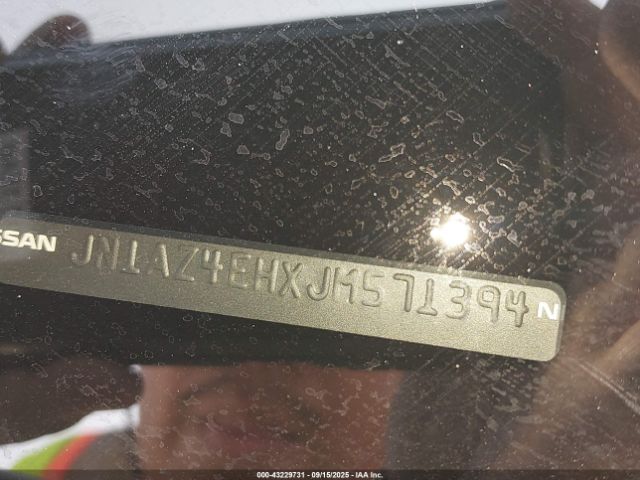 SSAN JN1AZ4EHXJM571394 N
000-43229731 - 09/15/2025 - IAA Inc.